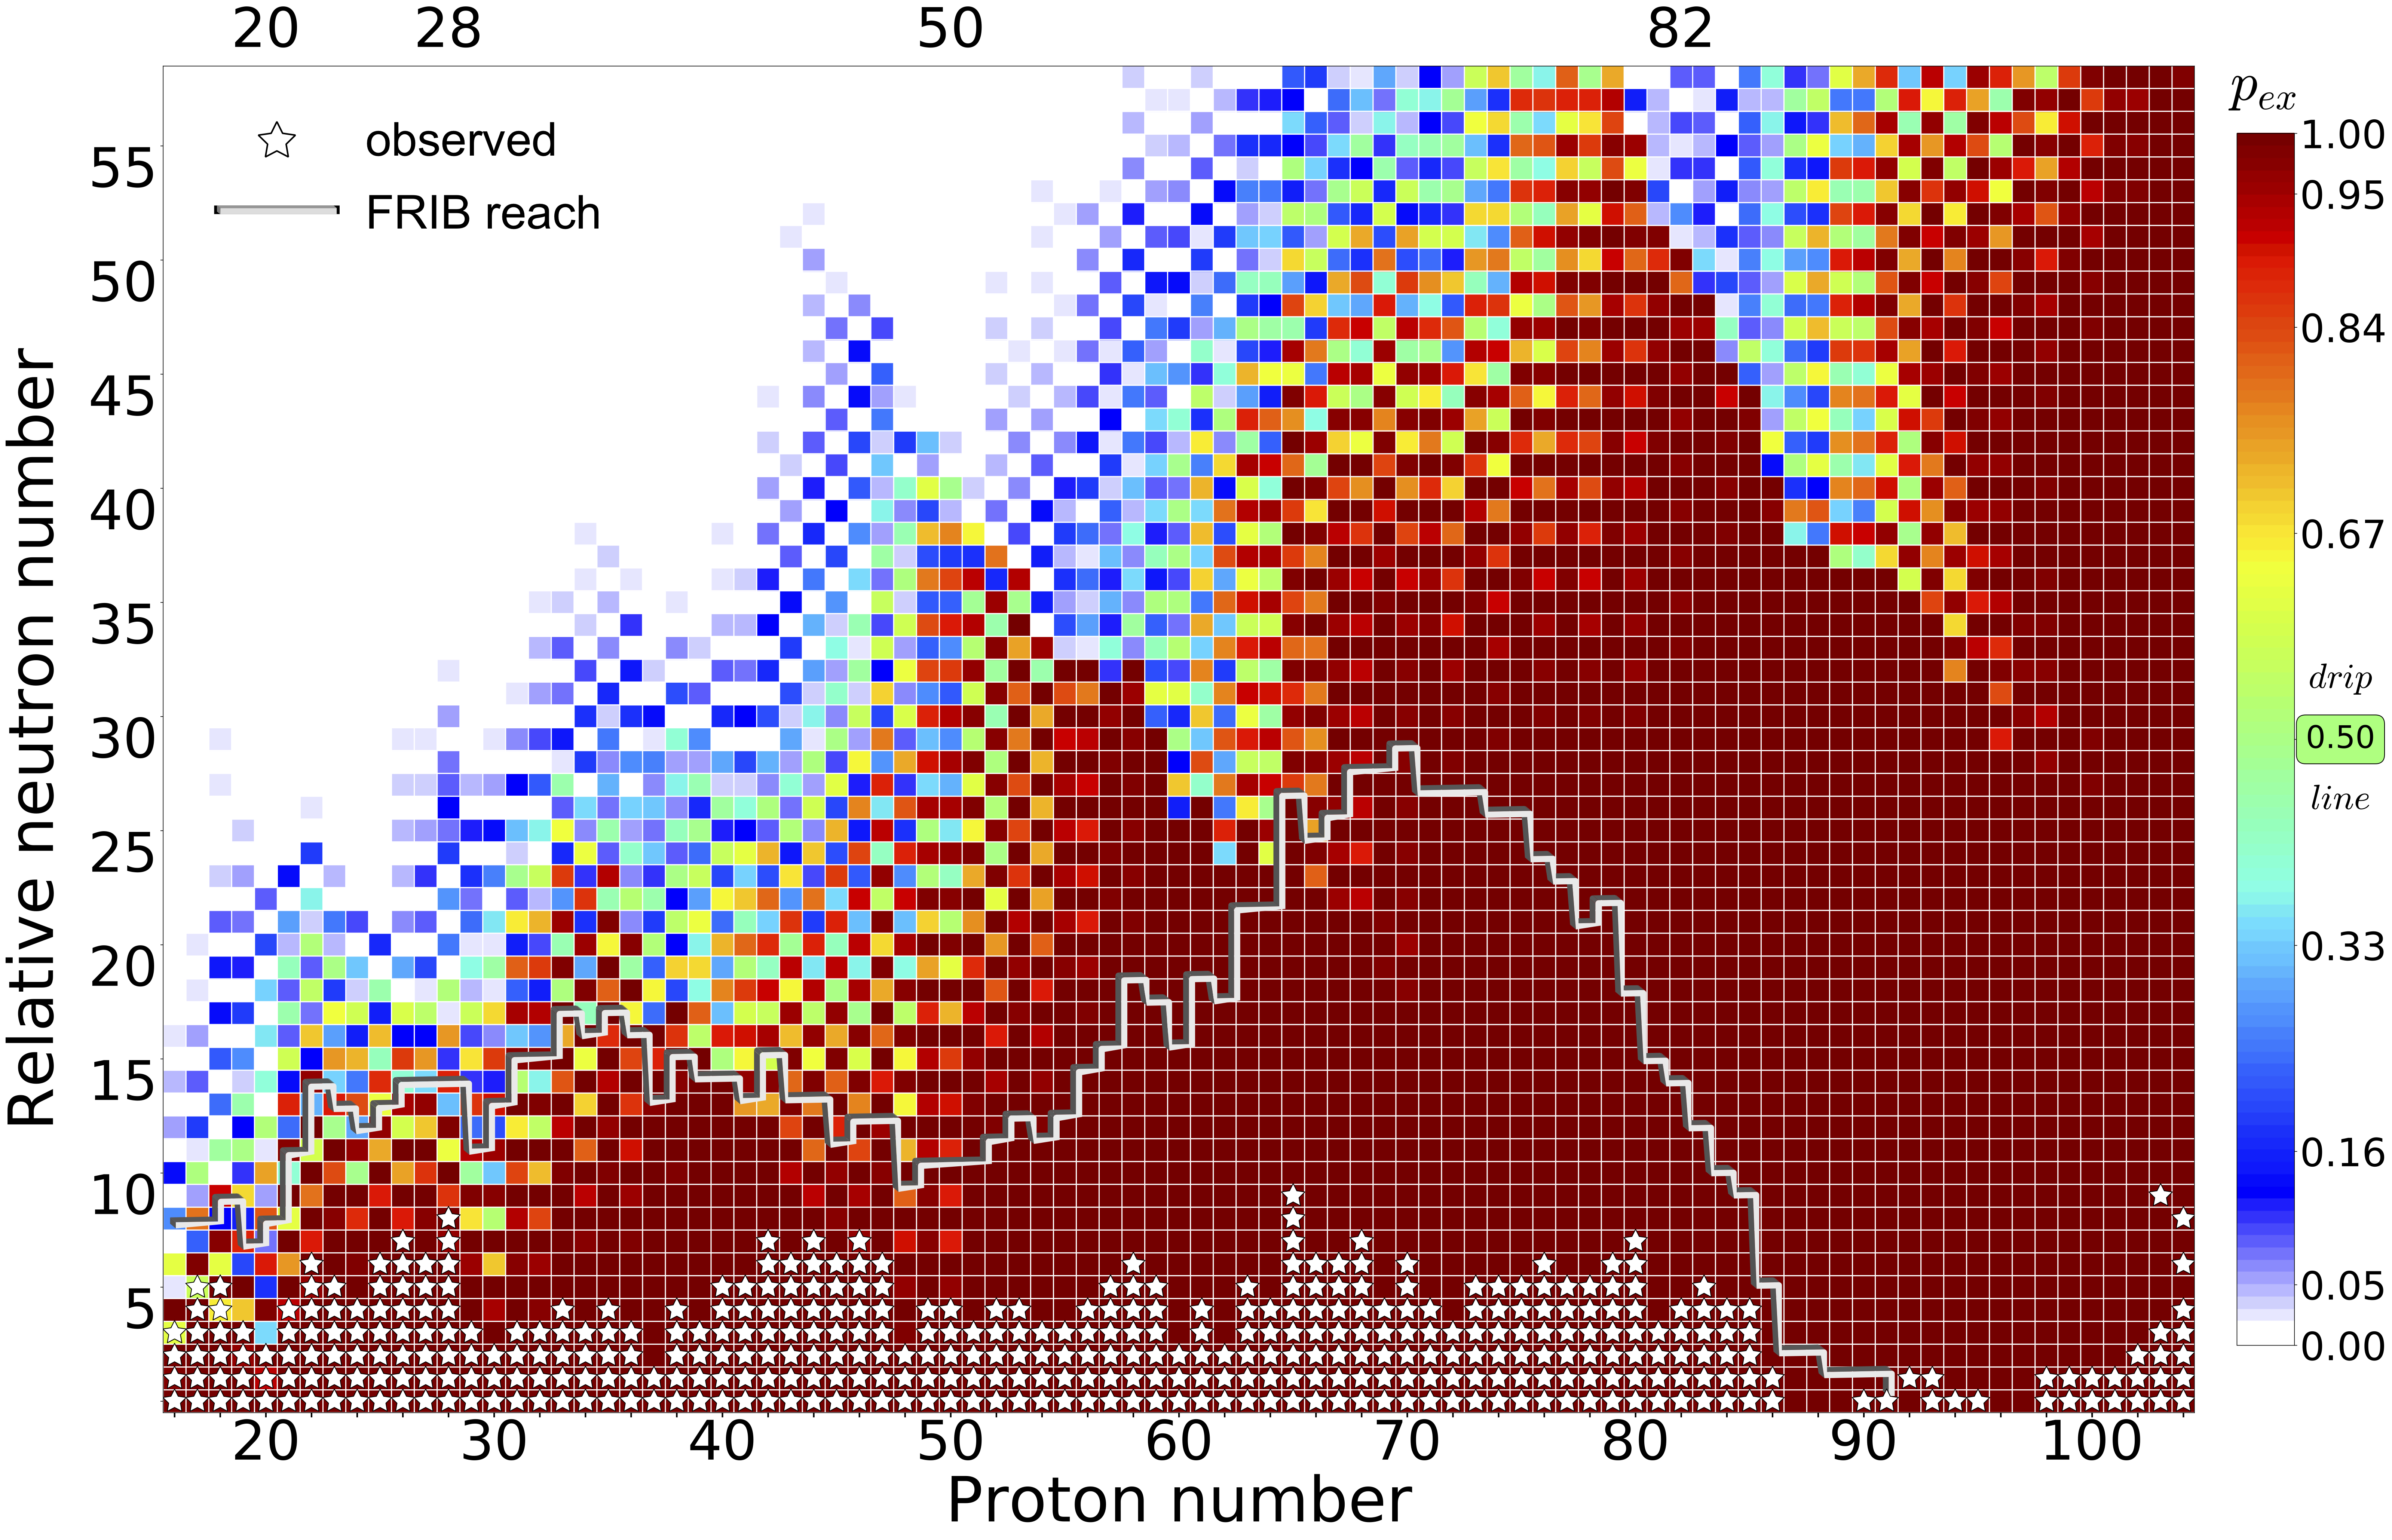 20 28 50 82
observed
FRIB reach
Relative neutron number
55
50
45
40
35
30
25
20
15
10
5
20 30 40 50 60 70 80 90 100
Proton number
p_ex
1.00
0.95
0.84
0.67
drip
0.50
line
0.33
0.16
0.05
0.00